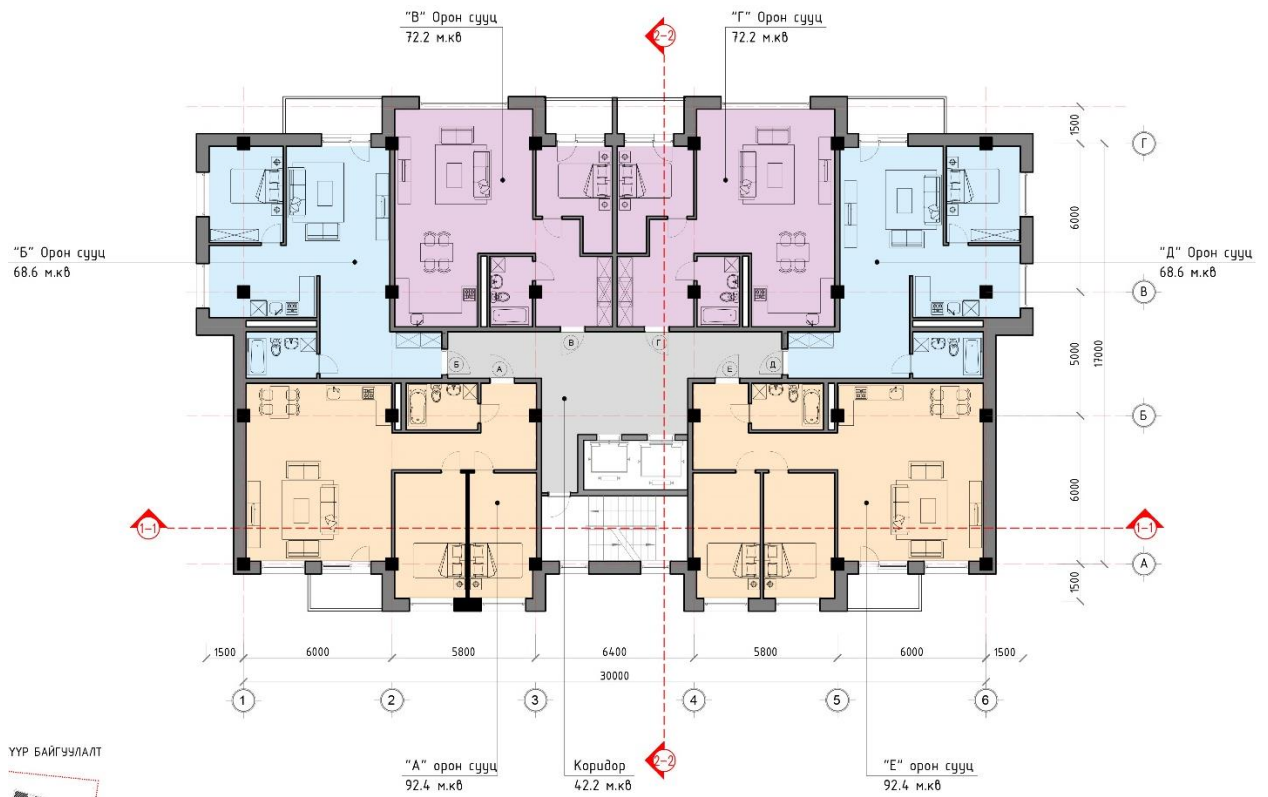 "В" Орон сууц
72.2 м.кв
2-2
"Г" Орон сууц
72.2 м.кв
1500
Г
"Б" Орон сууц
68.6 м.кв
6000
"Д" Орон сууц
68.6 м.кв
В
В
Г
5000
17000
Б
А
Е
Д
Б
6000
1-1
1-1
А
1500
1500
6000
5800
6400
5800
6000
1500
30000
1
2
3
4
5
6
ҮҮР БАЙГУУЛАЛТ
2-2
"А" орон сууц
92.4 м.кв
Коридор
42.2 м.кв
"Е" орон сууц
92.4 м.кв